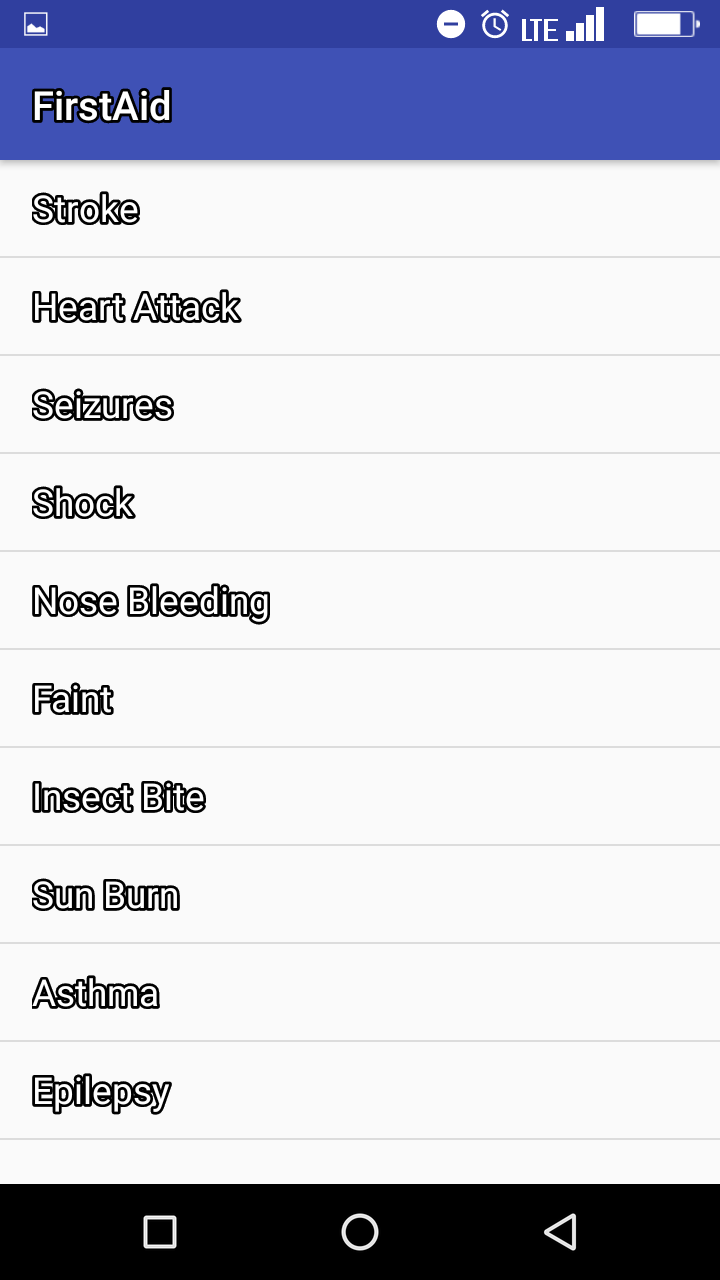 LTE
FirstAid
Stroke
Heart Attack
Seizures
Shock
Nose Bleeding
Faint
Insect Bite
Sun Burn
Asthma
Epilepsy